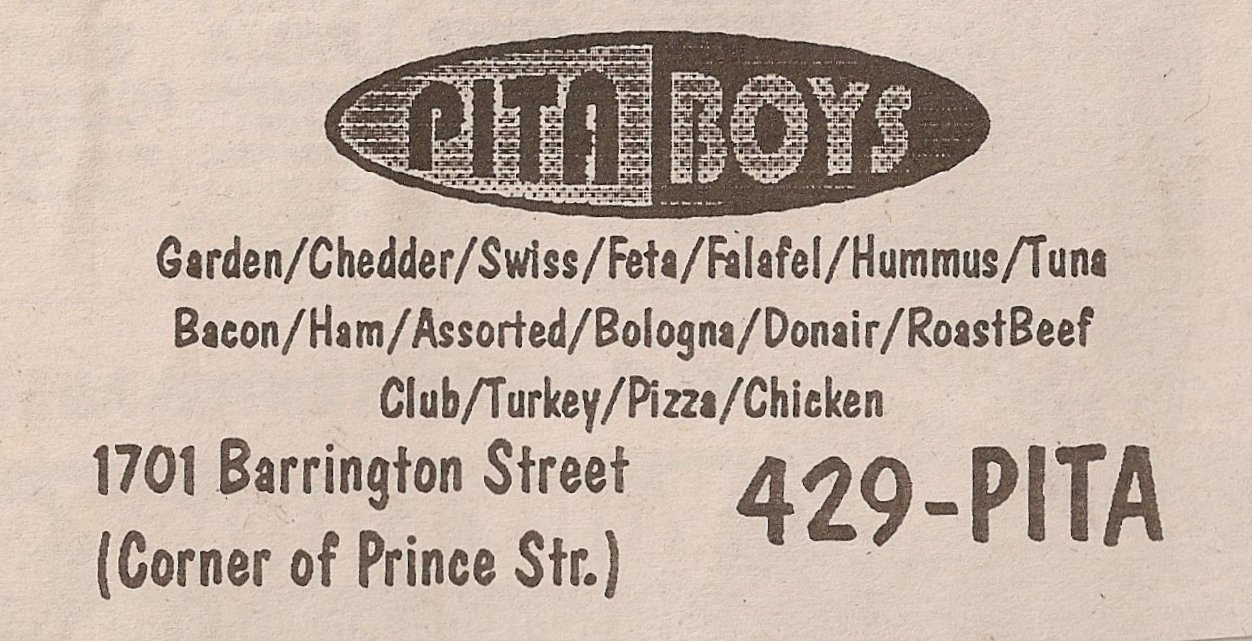 PITA BOYS
Garden/Chedder/Swiss/Feta/Falafel/Hummus/Tuna
Bacon/Ham/Assorted/Bologna/Donair/RoastBeef
Club/Turkey/Pizza/Chicken
1701 Barrington Street
(Corner of Prince Str.)
429-PITA